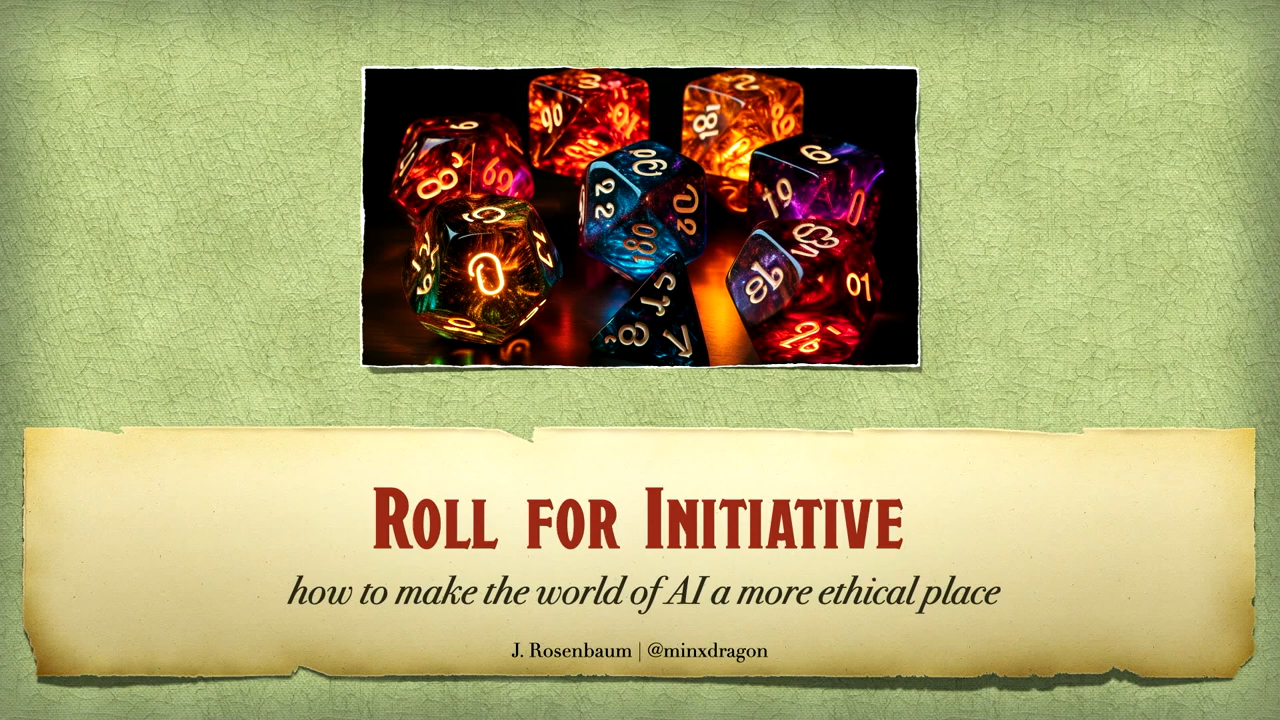 Roll for Initiative
how to make the world of AI a more ethical place
J. Rosenbaum | @minxdragon